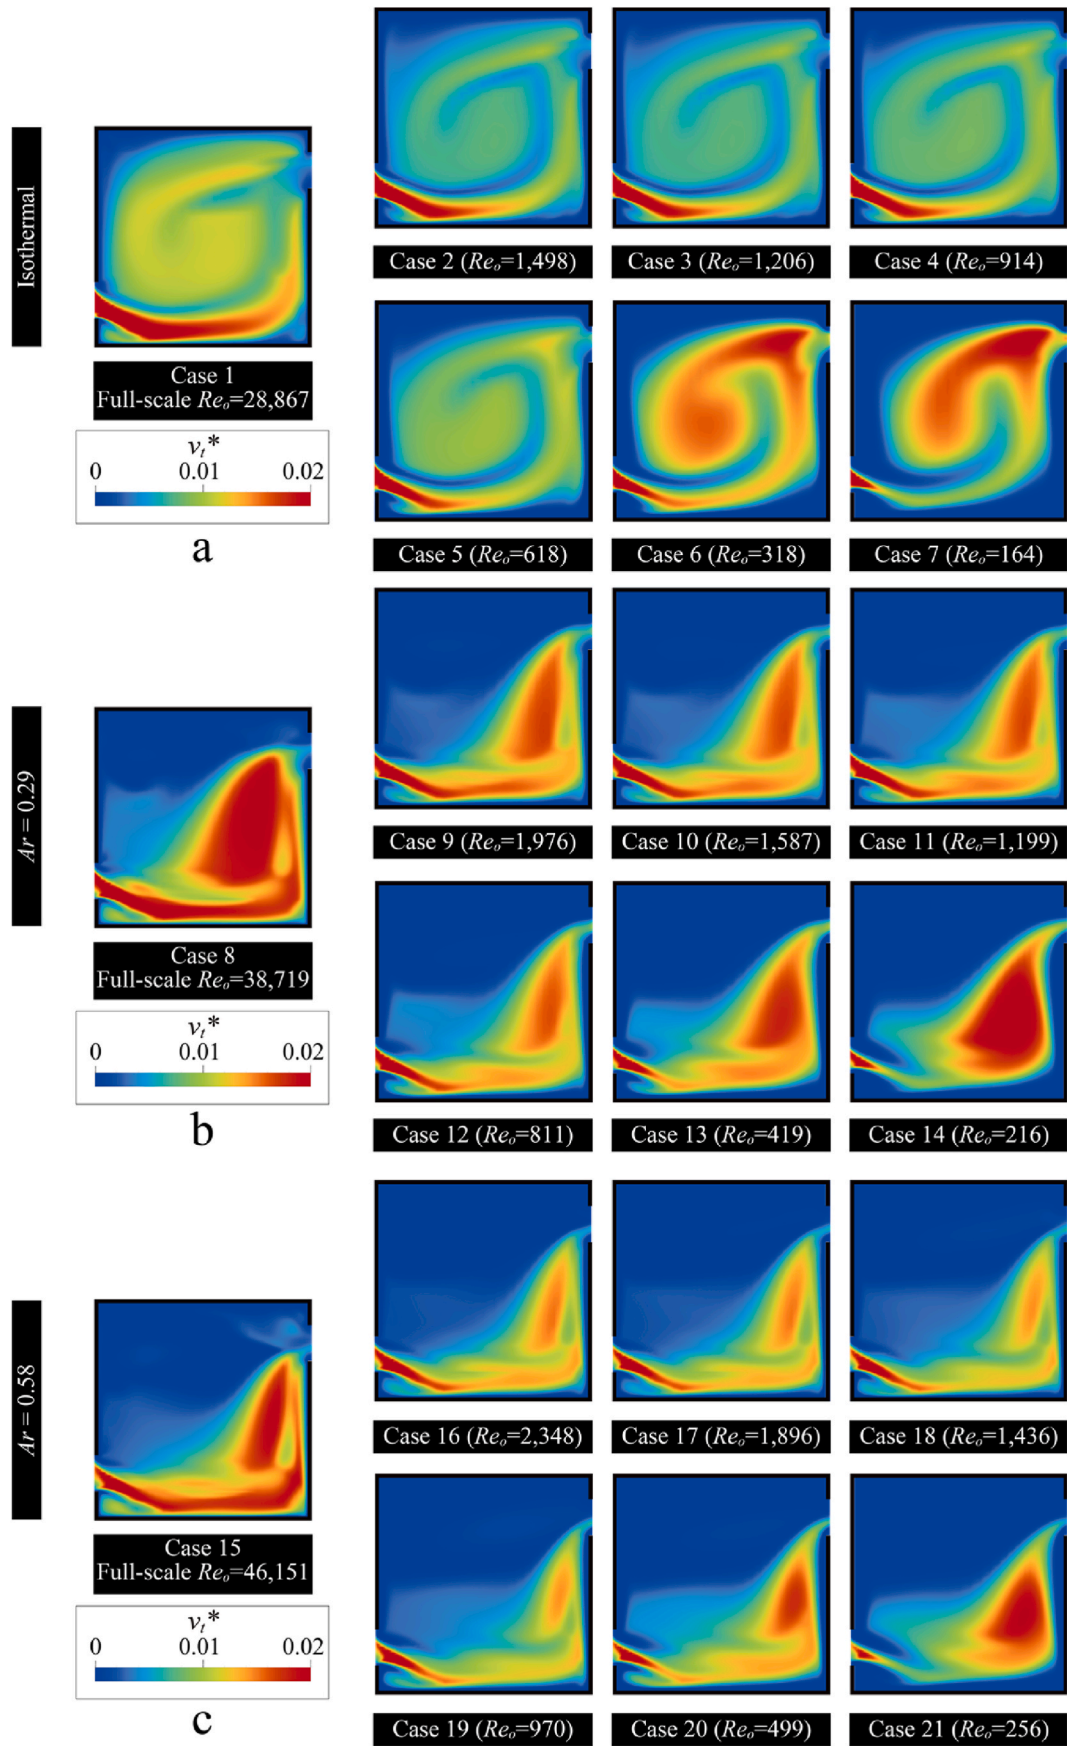 Isothermal
Case 1
Full-scale Reₒ=28,867
νₜ*
0 0.01 0.02
a
Case 2 (Reₒ=1,498)
Case 3 (Reₒ=1,206)
Case 4 (Reₒ=914)
Case 5 (Reₒ=618)
Case 6 (Reₒ=318)
Case 7 (Reₒ=164)
Ar = 0.29
Case 8
Full-scale Reₒ=38,719
νₜ*
0 0.01 0.02
b
Case 9 (Reₒ=1,976)
Case 10 (Reₒ=1,587)
Case 11 (Reₒ=1,199)
Case 12 (Reₒ=811)
Case 13 (Reₒ=419)
Case 14 (Reₒ=216)
Ar = 0.58
Case 15
Full-scale Reₒ=46,151
νₜ*
0 0.01 0.02
c
Case 16 (Reₒ=2,348)
Case 17 (Reₒ=1,896)
Case 18 (Reₒ=1,436)
Case 19 (Reₒ=970)
Case 20 (Reₒ=499)
Case 21 (Reₒ=256)